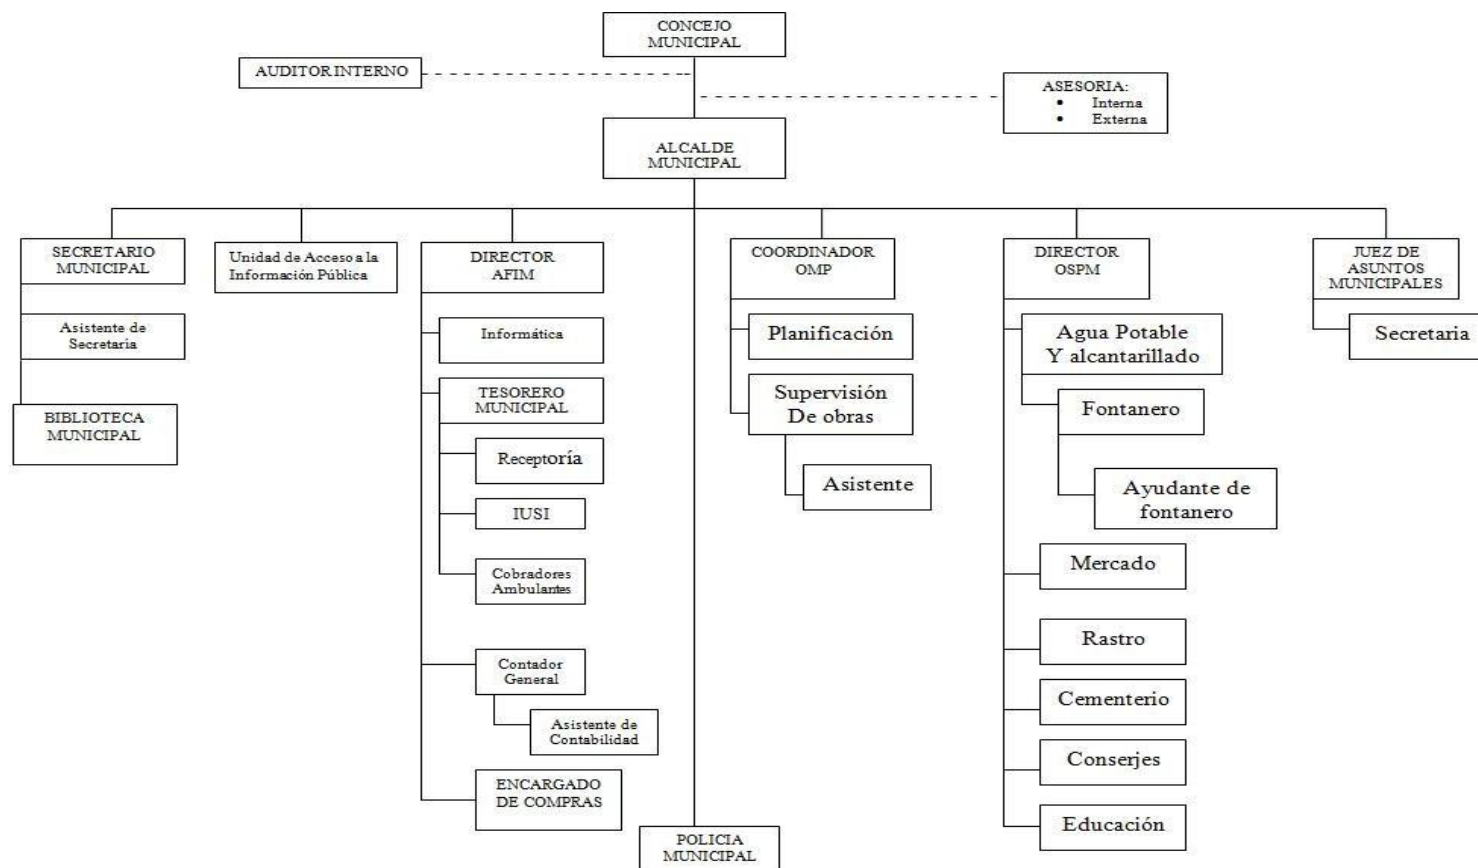 CONCEJO
MUNICIPAL
AUDITOR INTERNO
ASESORIA:
• Interna
• Externa
ALCALDE
MUNICIPAL
SECRETARIO
MUNICIPAL
Asistente de
Secretaría
BIBLIOTECA
MUNICIPAL
Unidad de Acceso a la
Información Pública
DIRECTOR
AFIM
Informática
TESORERO
MUNICIPAL
Receptoría
IUSI
Cobradores
Ambulantes
Contador
General
Asistente de
Contabilidad
ENCARGADO
DE COMPRAS
POLICIA
MUNICIPAL
COORDINADOR
OMP
Planificación
Supervisión
De obras
Asistente
DIRECTOR
OSPM
Agua Potable
Y alcantarillado
Fontanero
Ayudante de
fontanero
Mercado
Rastro
Cementerio
Conserjes
Educación
JUEZ DE
ASUNTOS
MUNICIPALES
Secretaria